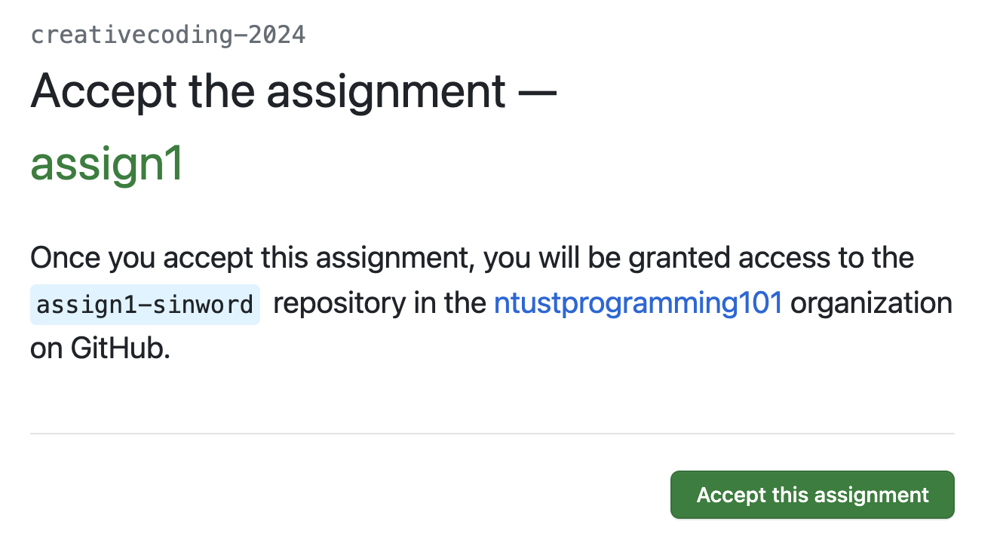 creativecoding-2024
Accept the assignment —
assign1
Once you accept this assignment, you will be granted access to the
assign1-sinword repository in the ntustprogramming101 organization
on GitHub.
Accept this assignment